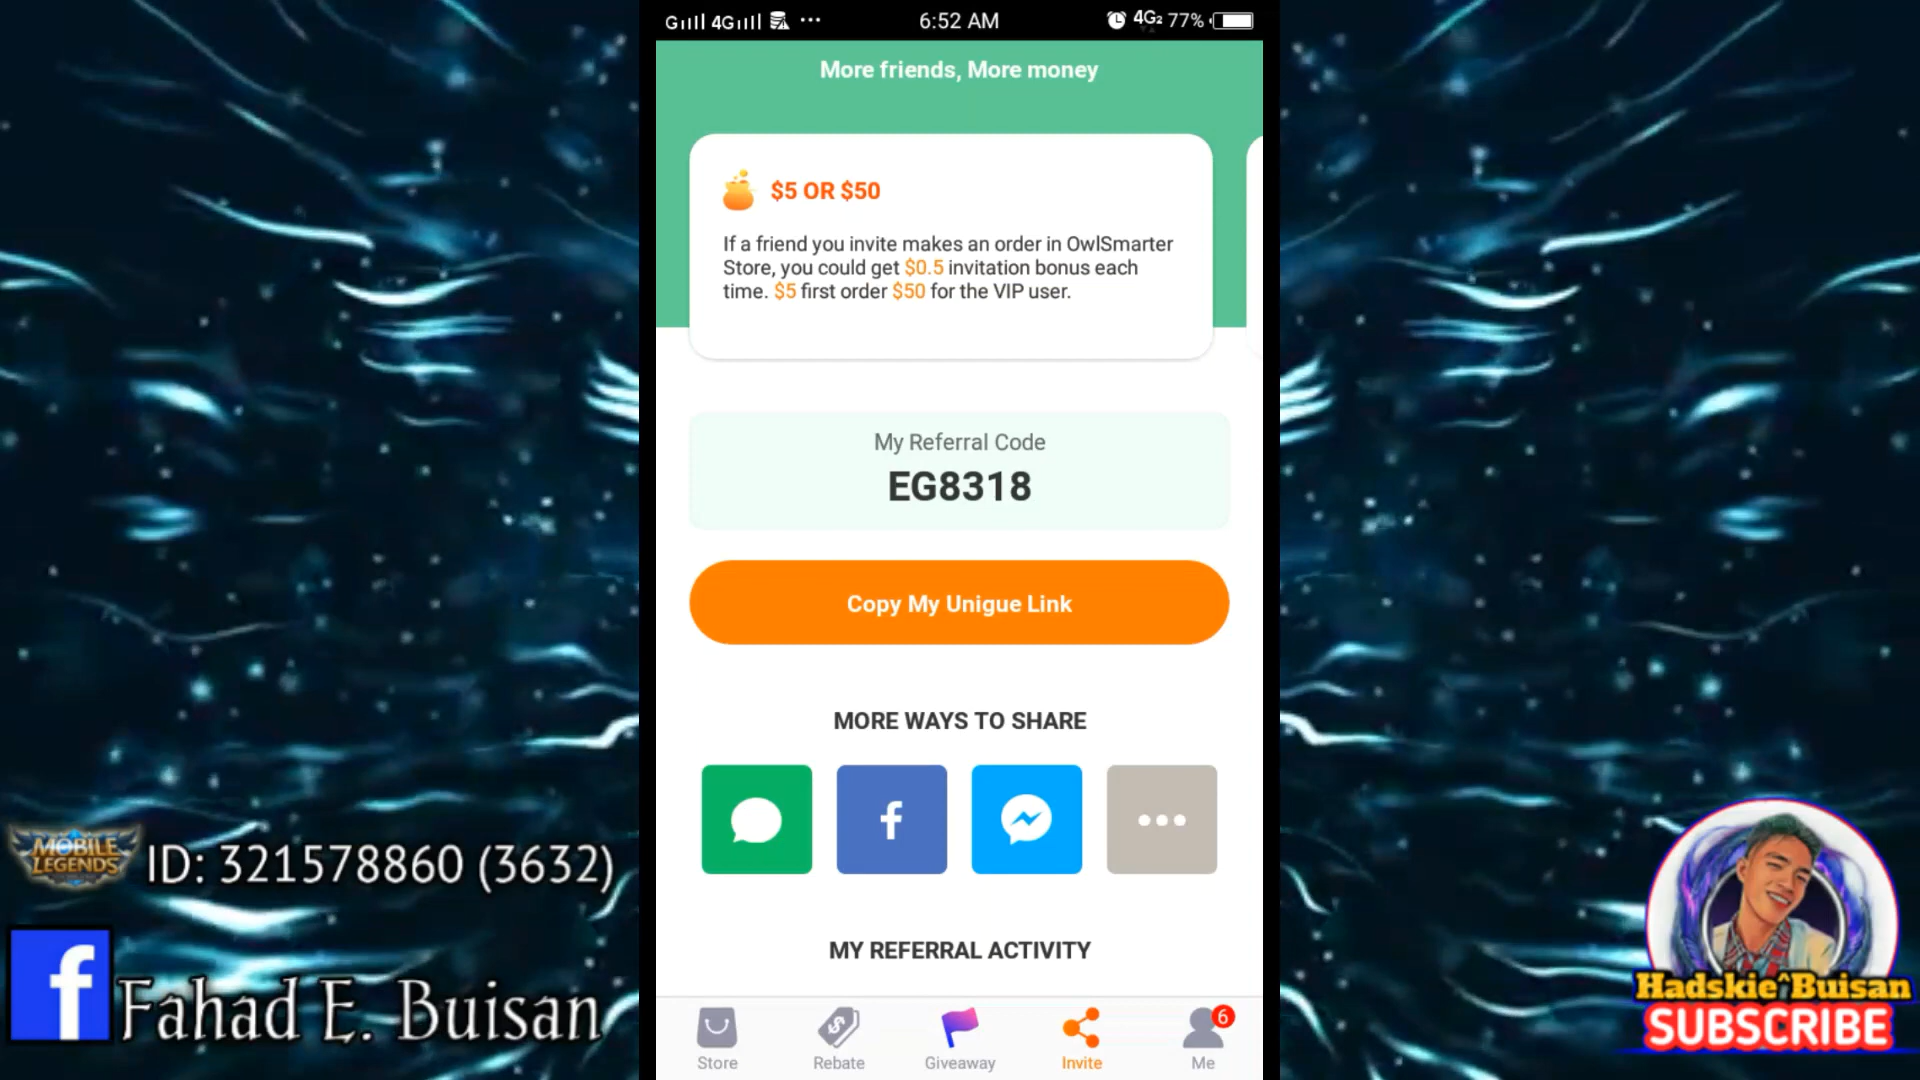 4G 6:52 AM 4G2 77%
More friends, More money
$5 OR $50
If a friend you invite makes an order in OwlSmarter
Store, you could get $0.5 invitation bonus each
time. $5 first order $50 for the VIP user.
My Referral Code
EG8318
Copy My Unigue Link
MORE WAYS TO SHARE
f
MY REFERRAL ACTIVITY
6
Store Rebate Giveaway Invite Me
MOBILE
LEGENDS
ID: 321578860 (3632)
f
Fahad E. Buisan
Hadskie^Buisan
SUBSCRIBE